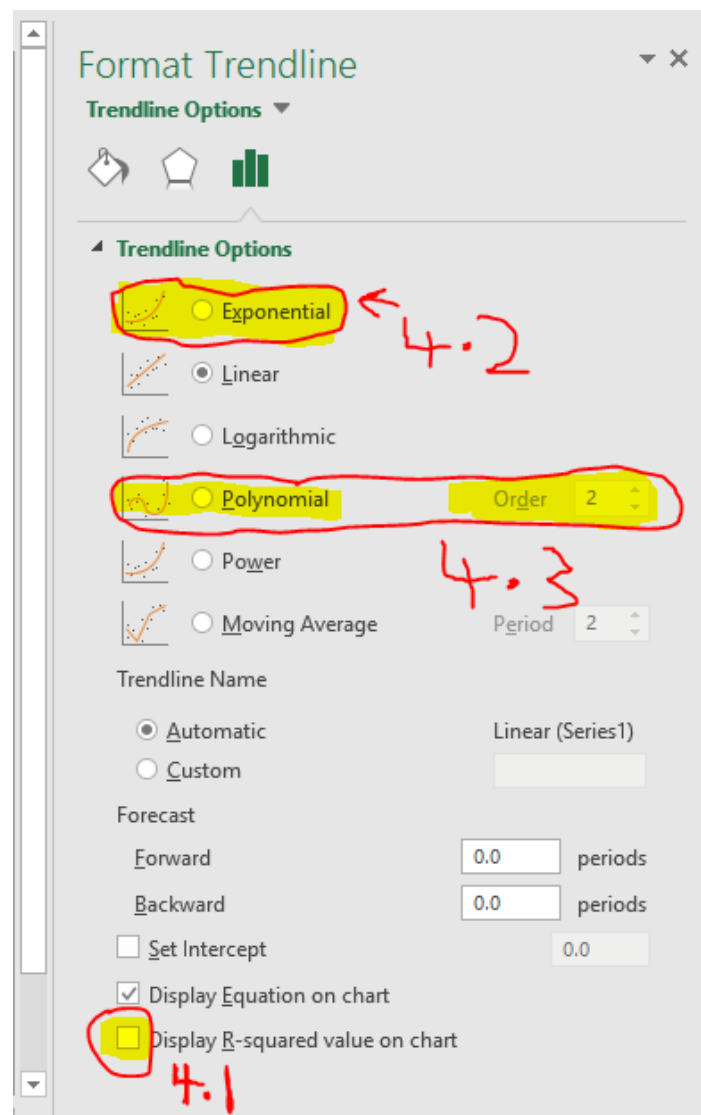 Format Trendline
Trendline Options
Trendline Options
Exponential
4.2
Linear
Logarithmic
Polynomial Order 2
4.3
Power
Moving Average Period 2
Trendline Name
Automatic Linear (Series1)
Custom
Forecast
Forward 0.0 periods
Backward 0.0 periods
Set Intercept 0.0
Display Equation on chart
Display R-squared value on chart
4.1